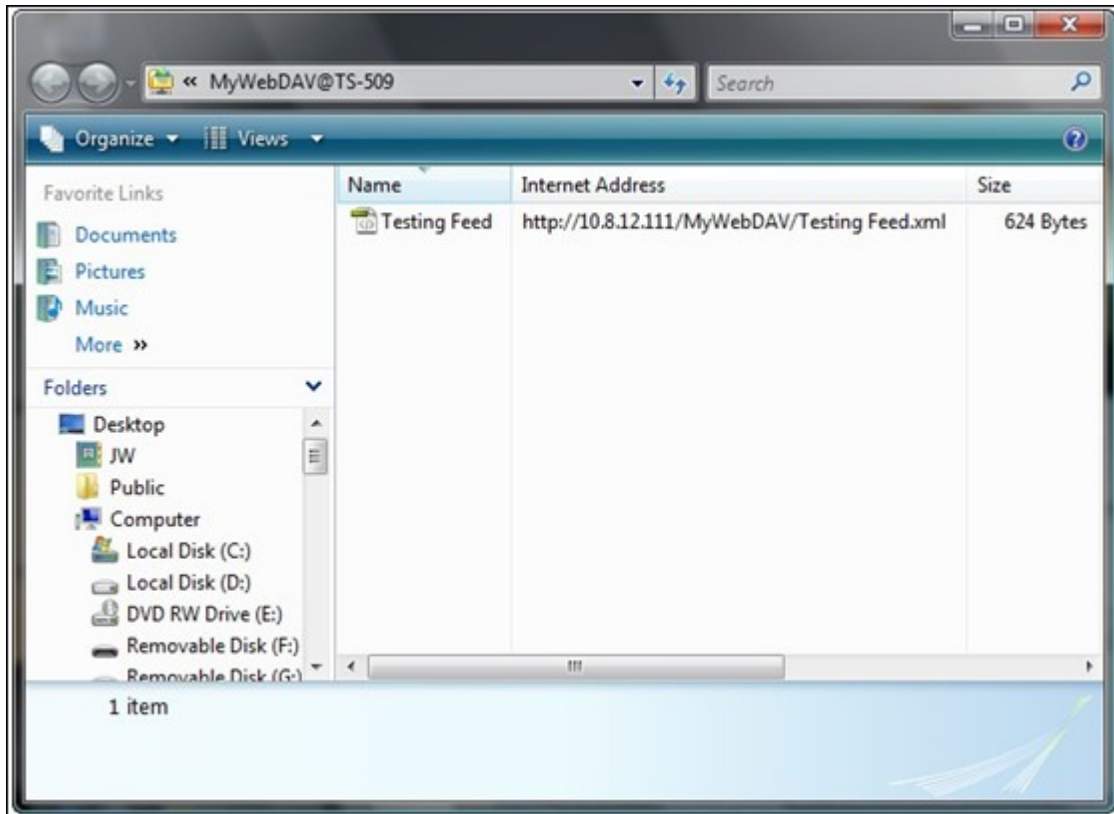 « MyWebDAV@TS-509
Search
Organize
Views
Favorite Links
Documents
Pictures
Music
More »
Folders
Desktop
JW
Public
Computer
Local Disk (C:)
Local Disk (D:)
DVD RW Drive (E:)
Removable Disk (F:)
Removable Disk (G:)
Name Internet Address Size
Testing Feed http://10.8.12.111/MyWebDAV/Testing Feed.xml 624 Bytes
1 item